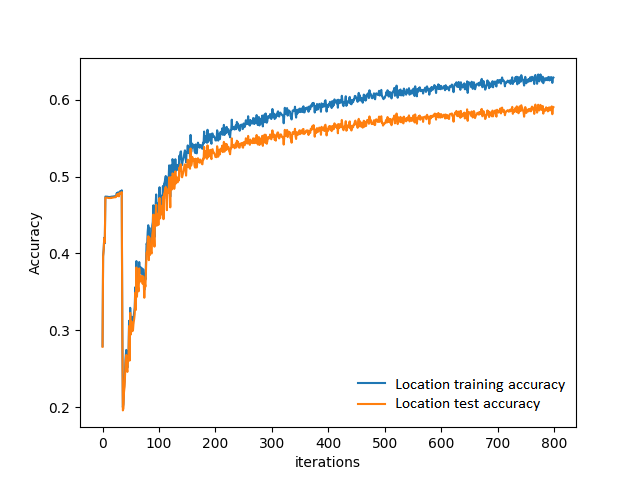 0.6
0.5
0.4
0.3
0.2
Accuracy
Location training accuracy
Location test accuracy
0 100 200 300 400 500 600 700 800
iterations